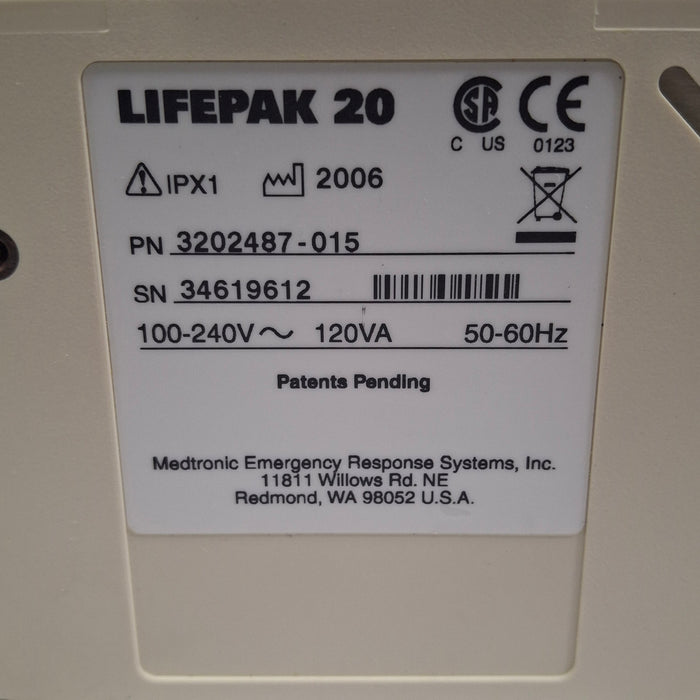 LIFEPAK 20
C US 0123
IPX1 2006
PN 3202487-015
SN 34619612
100-240V～ 120VA 50-60Hz
Patents Pending
Medtronic Emergency Response Systems, Inc.
11811 Willows Rd. NE
Redmond, WA 98052 U.S.A.